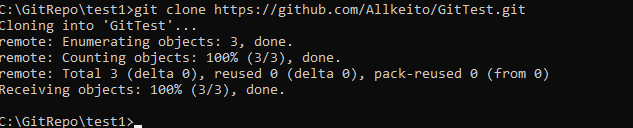 C:\GitRepo\test1>git clone https://github.com/Allkeito/GitTest.git
Cloning into 'GitTest'...
remote: Enumerating objects: 3, done.
remote: Counting objects: 100% (3/3), done.
remote: Total 3 (delta 0), reused 0 (delta 0), pack-reused 0 (from 0)
Receiving objects: 100% (3/3), done.
C:\GitRepo\test1>